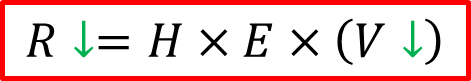 R ↓= H × E × (V ↓)